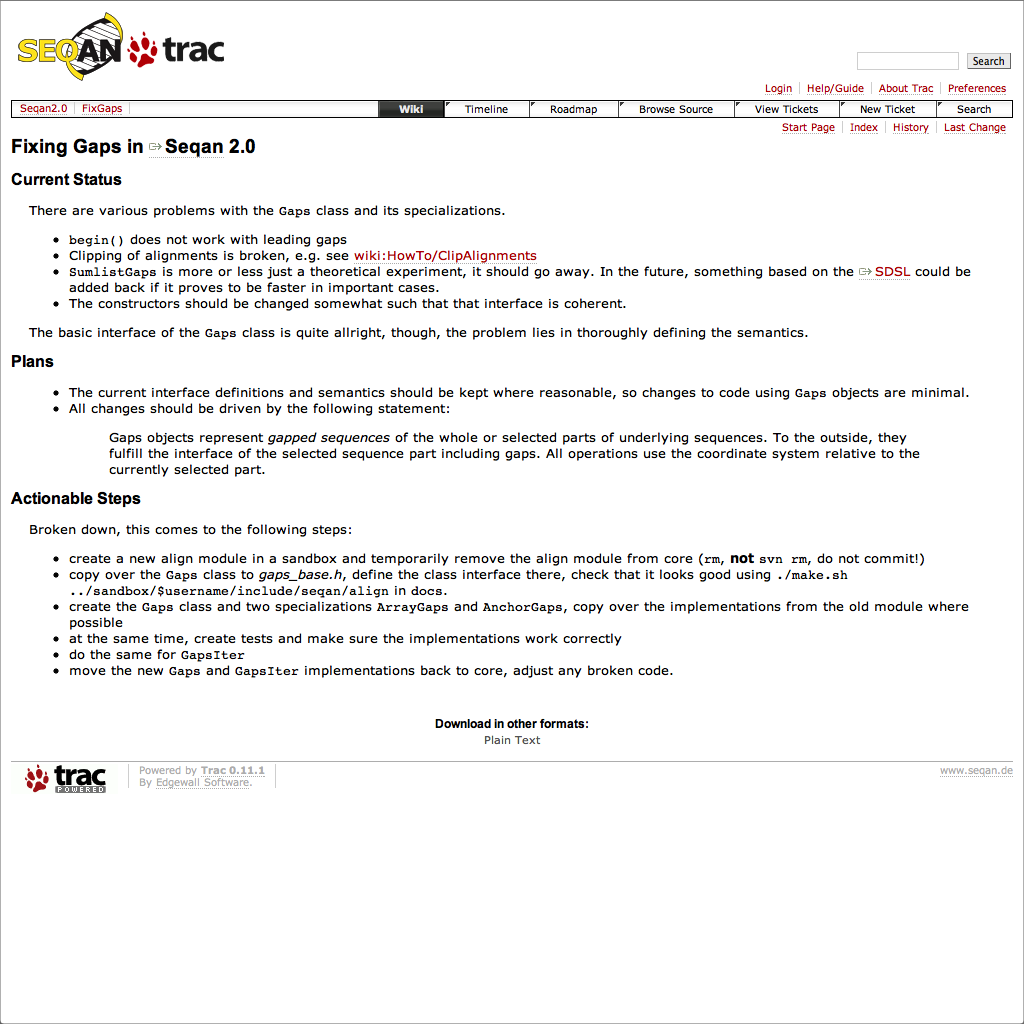 SEQAN trac
Search
Login Help/Guide About Trac Preferences
Seqan2.0 FixGaps Wiki Timeline Roadmap Browse Source View Tickets New Ticket Search
Start Page Index History Last Change
Fixing Gaps in Seqan 2.0
Current Status
There are various problems with the Gaps class and its specializations.
• begin() does not work with leading gaps
• Clipping of alignments is broken, e.g. see wiki:HowTo/ClipAlignments
• SumlistGaps is more or less just a theoretical experiment, it should go away. In the future, something based on the SDSL could be
added back if it proves to be faster in important cases.
• The constructors should be changed somewhat such that that interface is coherent.
The basic interface of the Gaps class is quite allright, though, the problem lies in thoroughly defining the semantics.
Plans
• The current interface definitions and semantics should be kept where reasonable, so changes to code using Gaps objects are minimal.
• All changes should be driven by the following statement:
Gaps objects represent gapped sequences of the whole or selected parts of underlying sequences. To the outside, they
fulfill the interface of the selected sequence part including gaps. All operations use the coordinate system relative to the
currently selected part.
Actionable Steps
Broken down, this comes to the following steps:
• create a new align module in a sandbox and temporarily remove the align module from core (rm, not svn rm, do not commit!)
• copy over the Gaps class to gaps_base.h, define the class interface there, check that it looks good using ./make.sh
../sandbox/$username/include/seqan/align in docs.
• create the Gaps class and two specializations ArrayGaps and AnchorGaps, copy over the implementations from the old module where
possible
• at the same time, create tests and make sure the implementations work correctly
• do the same for GapsIter
• move the new Gaps and GapsIter implementations back to core, adjust any broken code.
Download in other formats:
Plain Text
trac POWERED
Powered by Trac 0.11.1
By Edgewall Software.
www.seqan.de